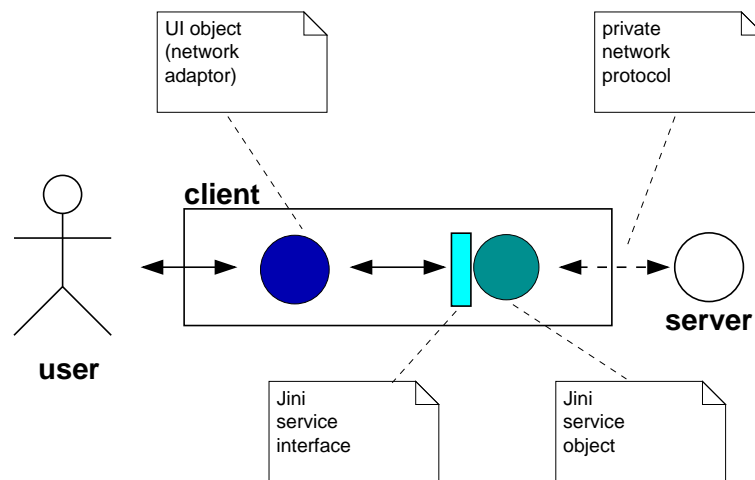 UI object
(network
adaptor)
private
network
protocol
client
user
server
Jini
service
interface
Jini
service
object